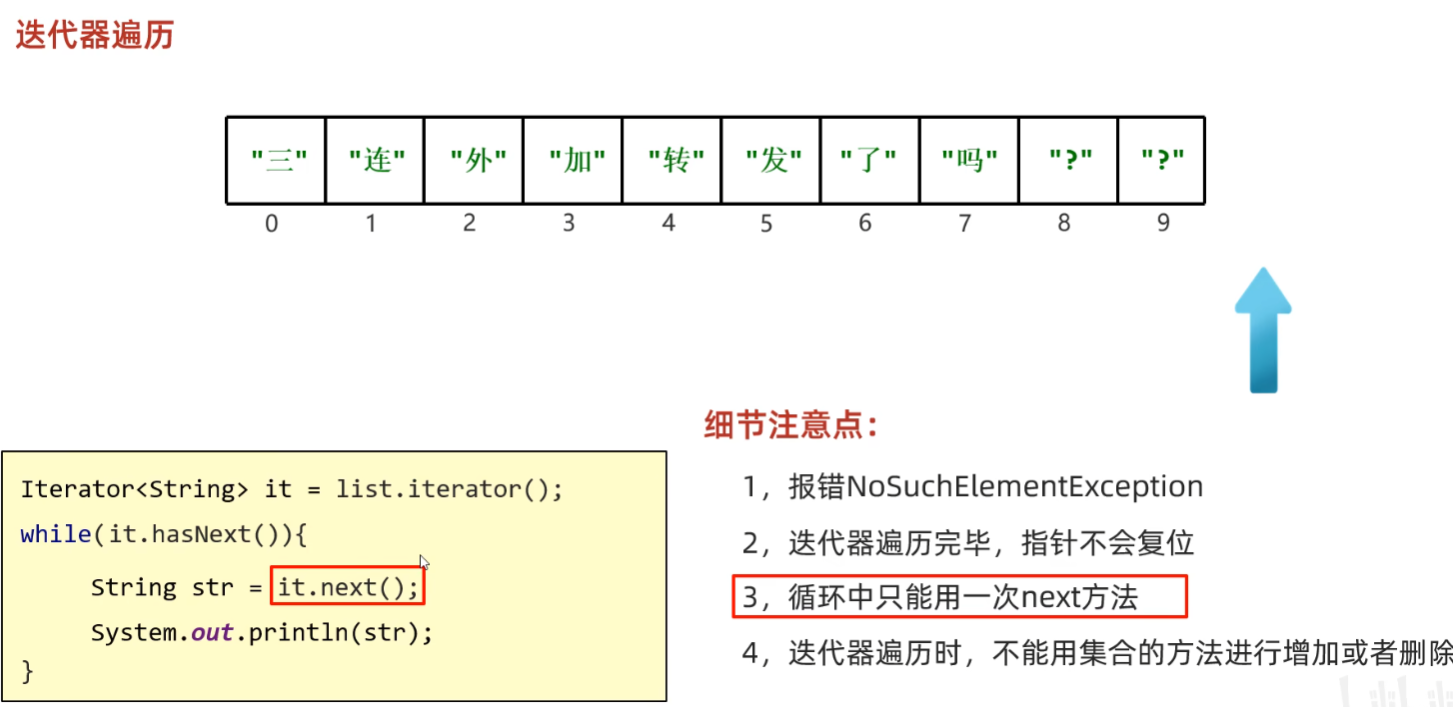 迭代器遍历
"三" "连" "外" "加" "转" "发" "了" "吗" "?" "?"
0 1 2 3 4 5 6 7 8 9
细节注意点：
1，报错NoSuchElementException
2，迭代器遍历完毕，指针不会复位
3，循环中只能用一次next方法
4，迭代器遍历时，不能用集合的方法进行增加或者删除
Iterator<String> it = list.iterator();
while(it.hasNext()){
String str = it.next();
System.out.println(str);
}